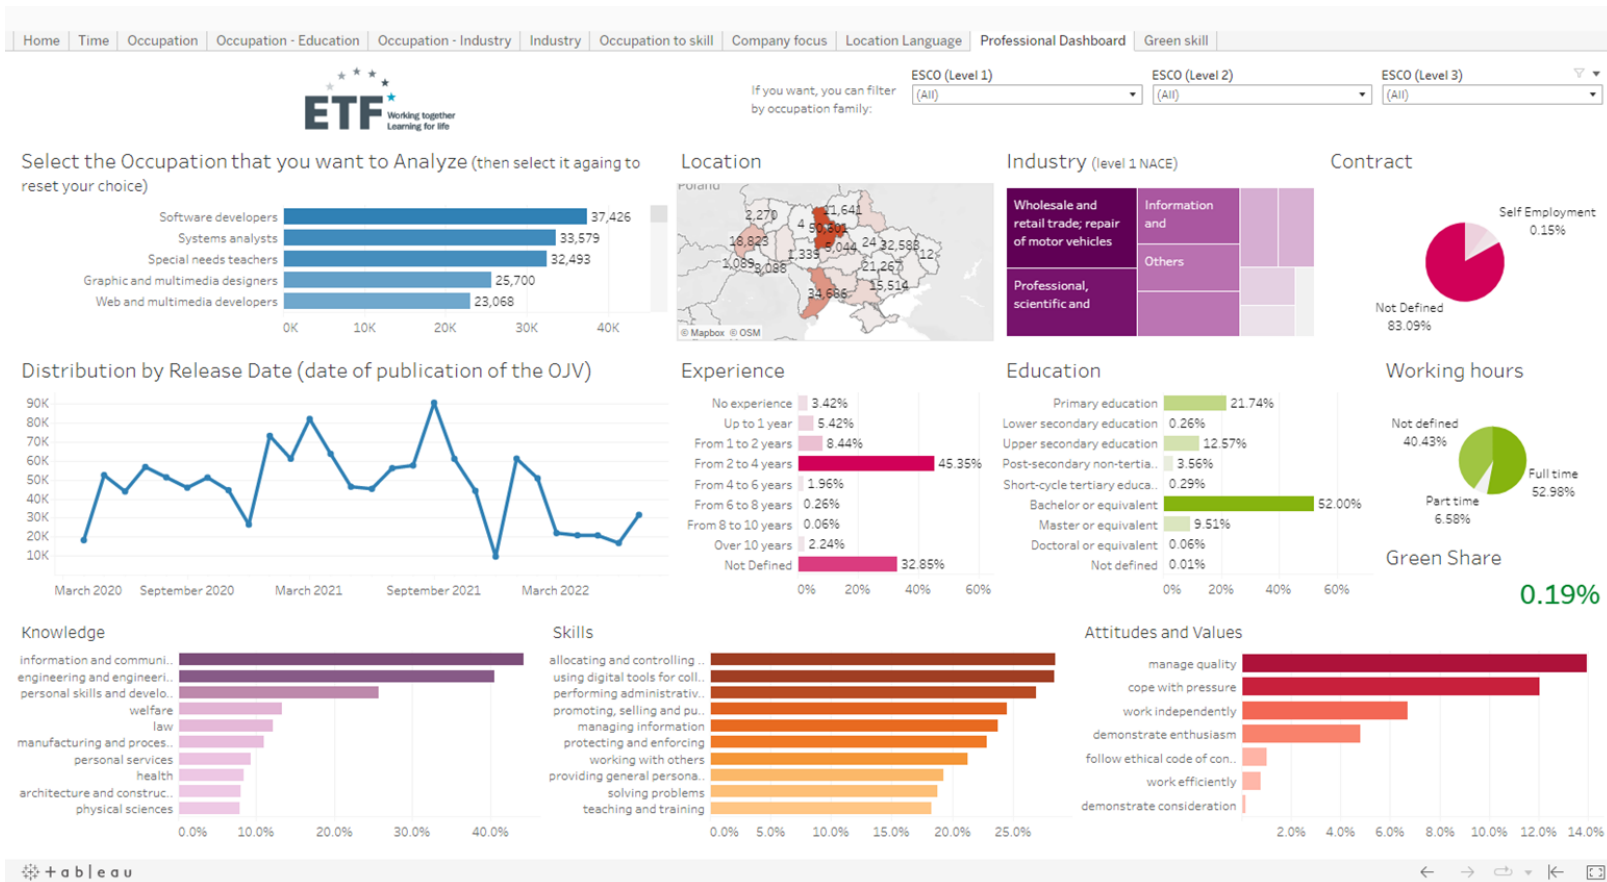 Home
Time
Occupation
Occupation - Education
Occupation - Industry
Industry
Occupation to skill
Company focus
Location Language
Professional Dashboard
Green skill
ETF
Working together
Learning for life
If you want, you can filter
by occupation family:
ESCO (Level 1)
(All)
ESCO (Level 2)
(All)
ESCO (Level 3)
(All)
Select the Occupation that you want to Analyze (then select it againg to
reset your choice)
Software developers 37,426
Systems analysts 33,579
Special needs teachers 32,493
Graphic and multimedia designers 25,700
Web and multimedia developers 23,068
0K 10K 20K 30K 40K
Location
Poland
2,270
11,641
4
50,801
18,823
5,044
24
32,583
12
1,339
1,089
3,088
21,267
34,686
15,514
© Mapbox © OSM
Industry (level 1 NACE)
Wholesale and
retail trade; repair
of motor vehicles
Professional,
scientific and
Information
and
Others
Contract
Self Employment
0.15%
Not Defined
83.09%
Distribution by Release Date (date of publication of the OJV)
90K
80K
70K
60K
50K
40K
30K
20K
10K
March 2020 September 2020 March 2021 September 2021 March 2022
Experience
No experience 3.42%
Up to 1 year 5.42%
From 1 to 2 years 8.44%
From 2 to 4 years 45.35%
From 4 to 6 years 1.96%
From 6 to 8 years 0.26%
From 8 to 10 years 0.06%
Over 10 years 2.24%
Not Defined 32.85%
0% 20% 40% 60%
Education
Primary education 21.74%
Lower secondary education 0.26%
Upper secondary education 12.57%
Post-secondary non-tertia.. 3.56%
Short-cycle tertiary educa.. 0.29%
Bachelor or equivalent 52.00%
Master or equivalent 9.51%
Doctoral or equivalent 0.06%
Not defined 0.01%
0% 20% 40% 60%
Working hours
Not defined
40.43%
Full time
52.98%
Part time
6.58%
Green Share
0.19%
Knowledge
information and communi..
engineering and engineeri..
personal skills and develo..
welfare
law
manufacturing and proces..
personal services
health
architecture and construc..
physical sciences
0.0% 10.0% 20.0% 30.0% 40.0%
Skills
allocating and controlling ..
using digital tools for coll..
performing administrativ..
promoting, selling and pu..
managing information
protecting and enforcing
working with others
providing general persona..
solving problems
teaching and training
0.0% 5.0% 10.0% 15.0% 20.0% 25.0%
Attitudes and Values
manage quality
cope with pressure
work independently
demonstrate enthusiasm
follow ethical code of con..
work efficiently
demonstrate consideration
2.0% 4.0% 6.0% 8.0% 10.0% 12.0% 14.0%
+ableau